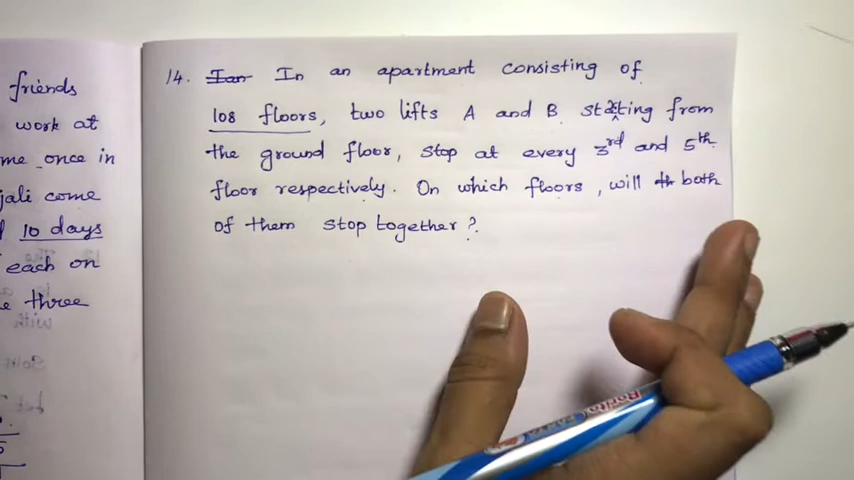 friends
work at
me once in
jali come
10 days
each on
e three
14. In an apartment consisting of
108 floors, two lifts A and B starting from
the ground floor, stop at every 3rd and 5th
floor respectively. On which floors, will both
of them stop together?